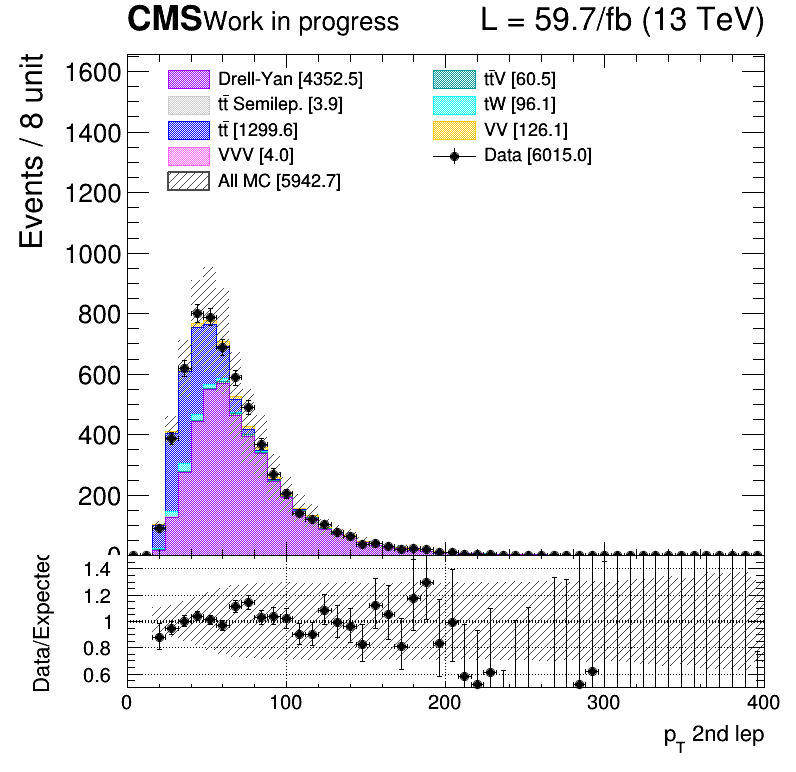 CMS Work in progress L = 59.7/fb (13 TeV)
Events / 8 unit
1600
1400
1200
1000
800
600
400
200
0
Drell-Yan [4352.5]
tt̄ Semilep. [3.9]
tt̄ [1299.6]
VVV [4.0]
All MC [5942.7]
tt̄V [60.5]
tW [96.1]
VV [126.1]
Data [6015.0]
Data/Expected
1.4
1.2
1
0.8
0.6
0 100 200 300 400
p_T 2nd lep